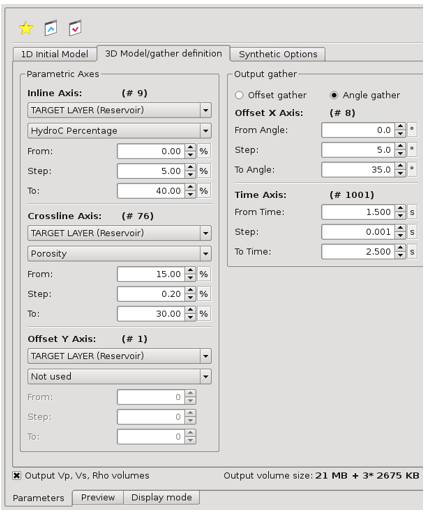 1D Initial Model
3D Model/gather definition
Synthetic Options
Parametric Axes
Inline Axis: (# 9)
TARGET LAYER (Reservoir)
HydroC Percentage
From: 0.00 %
Step: 5.00 %
To: 40.00 %
Crossline Axis: (# 76)
TARGET LAYER (Reservoir)
Porosity
From: 15.00 %
Step: 0.20 %
To: 30.00 %
Offset Y Axis: (# 1)
TARGET LAYER (Reservoir)
Not used
From: 0
Step: 0
To: 0
Output gather
Offset gather
Angle gather
Offset X Axis: (# 8)
From Angle: 0.0 °
Step: 5.0 °
To Angle: 35.0 °
Time Axis: (# 1001)
From Time: 1.500 s
Step: 0.001 s
To Time: 2.500 s
Output Vp, Vs, Rho volumes
Output volume size: 21 MB + 3* 2675 KB
Parameters
Preview
Display mode